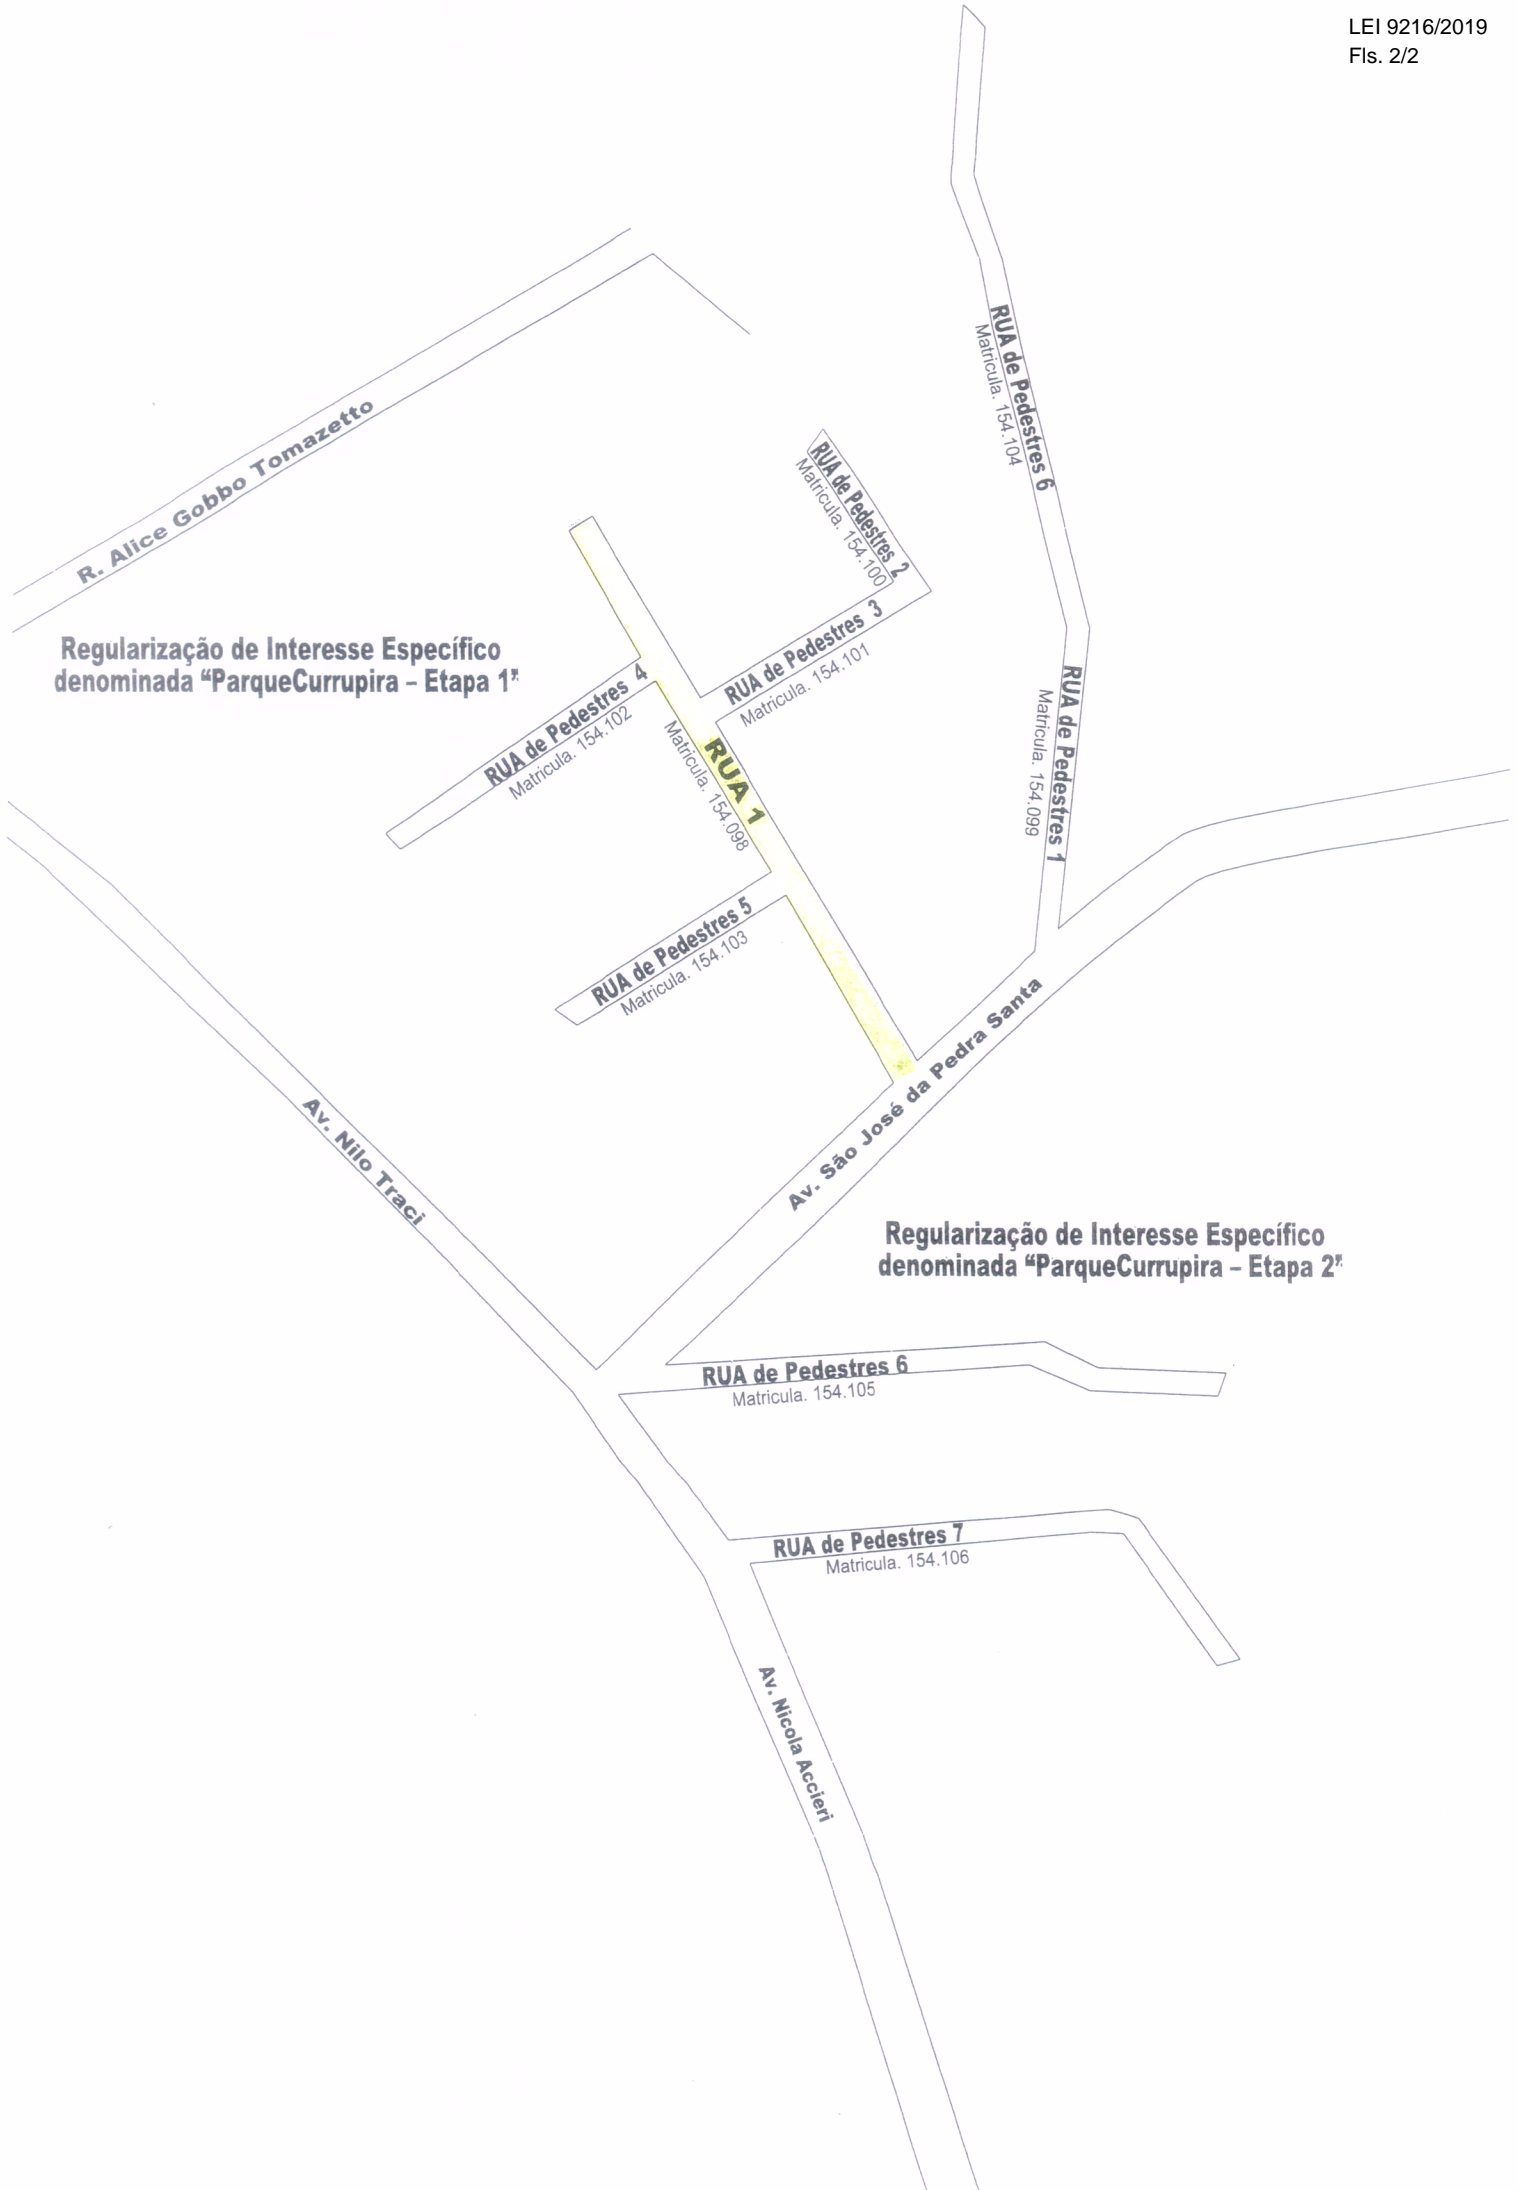 LEI 9216/2019
Fls. 2/2
RUA de Pedestres 6
Matricula. 154.104
R. Alice Gobbo Tomazetto
RUA de Pedestres 2
Matricula. 154.100
RUA de Pedestres 3
Matricula. 154.101
Regularização de Interesse Específico
denominada “ParqueCurrupira – Etapa 1”
RUA de Pedestres 4
Matricula. 154.102
RUA 1
Matricula. 154.098
RUA de Pedestres 1
Matricula. 154.099
RUA de Pedestres 5
Matricula. 154.103
Av. São José da Pedra Santa
Av. Nilo Traci
Regularização de Interesse Específico
denominada “ParqueCurrupira – Etapa 2”
RUA de Pedestres 6
Matricula. 154.105
RUA de Pedestres 7
Matricula. 154.106
Av. Nicola Accieri